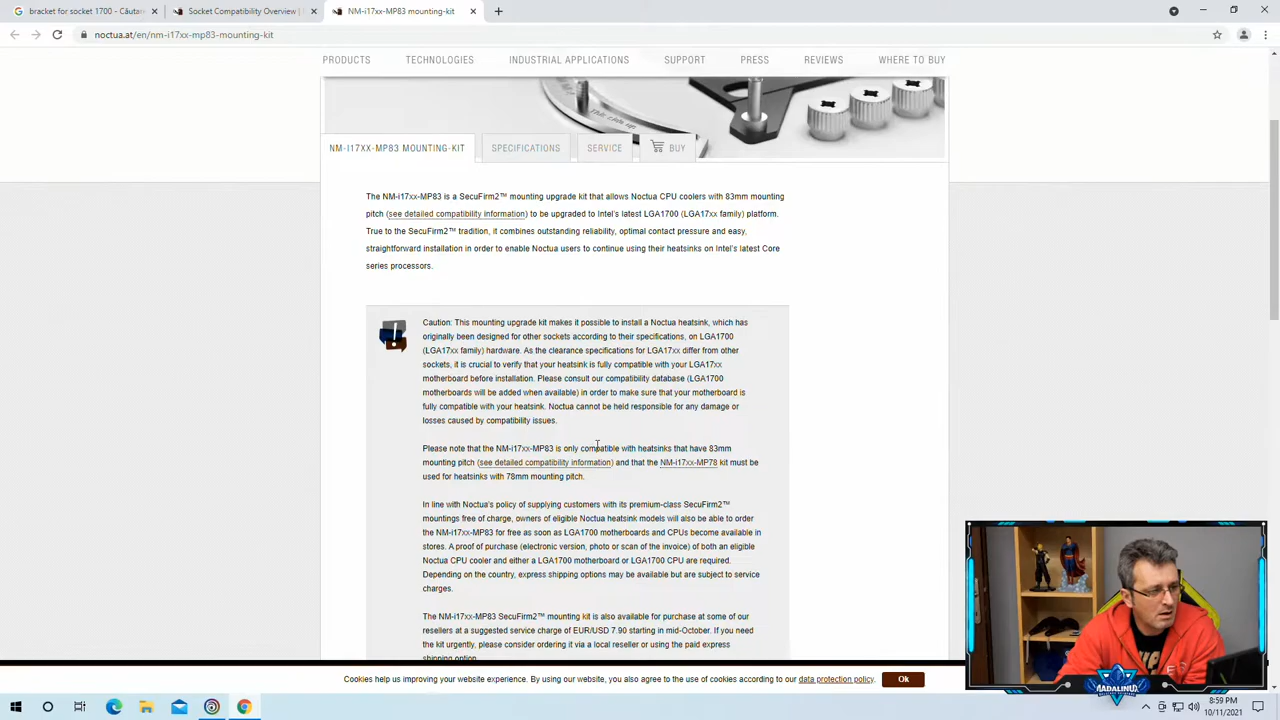 bracket for socket 1700 - Căutar
Socket Compatibility Overview |
NM-i17xx-MP83 mounting-kit
noctua.at/en/nm-i17xx-mp83-mounting-kit
PRODUCTS TECHNOLOGIES INDUSTRIAL APPLICATIONS SUPPORT PRESS REVIEWS WHERE TO BUY
NM-I17XX-MP83 MOUNTING-KIT SPECIFICATIONS SERVICE BUY
The NM-i17xx-MP83 is a SecuFirm2™ mounting upgrade kit that allows Noctua CPU coolers with 83mm mounting
pitch (see detailed compatibility information) to be upgraded to Intel's latest LGA1700 (LGA17xx family) platform.
True to the SecuFirm2™ tradition, it combines outstanding reliability, optimal contact pressure and easy,
straightforward installation in order to enable Noctua users to continue using their heatsinks on Intel's latest Core
series processors.
Caution: This mounting upgrade kit makes it possible to install a Noctua heatsink, which has
originally been designed for other sockets according to their specifications, on LGA1700
(LGA17xx family) hardware. As the clearance specifications for LGA17xx differ from other
sockets, it is crucial to verify that your heatsink is fully compatible with your LGA17xx
motherboard before installation. Please consult our compatibility database (LGA1700
motherboards will be added when available) in order to make sure that your motherboard is
fully compatible with your heatsink. Noctua cannot be held responsible for any damage or
losses caused by compatibility issues.
Please note that the NM-i17xx-MP83 is only compatible with heatsinks that have 83mm
mounting pitch (see detailed compatibility information) and that the NM-i17xx-MP78 kit must be
used for heatsinks with 78mm mounting pitch.
In line with Noctua's policy of supplying customers with its premium-class SecuFirm2™
mountings free of charge, owners of eligible Noctua heatsink models will also be able to order
the NM-i17xx-MP83 for free as soon as LGA1700 motherboards and CPUs become available in
stores. A proof of purchase (electronic version, photo or scan of the invoice) of both an eligible
Noctua CPU cooler and either a LGA1700 motherboard or LGA1700 CPU are required.
Depending on the country, express shipping options may be available but are subject to service
charges.
The NM-i17xx-MP83 SecuFirm2™ mounting kit is also available for purchase at some of our
resellers at a suggested service charge of EUR/USD 7.90 starting in mid-October. If you need
the kit urgently, please consider ordering it via a local reseller or using the paid express
shipping option.
Cookies help us improving your website experience. By using our website, you also agree to the use of cookies according to our data protection policy. Ok
MADALINUX
8:59 PM
10/11/2021